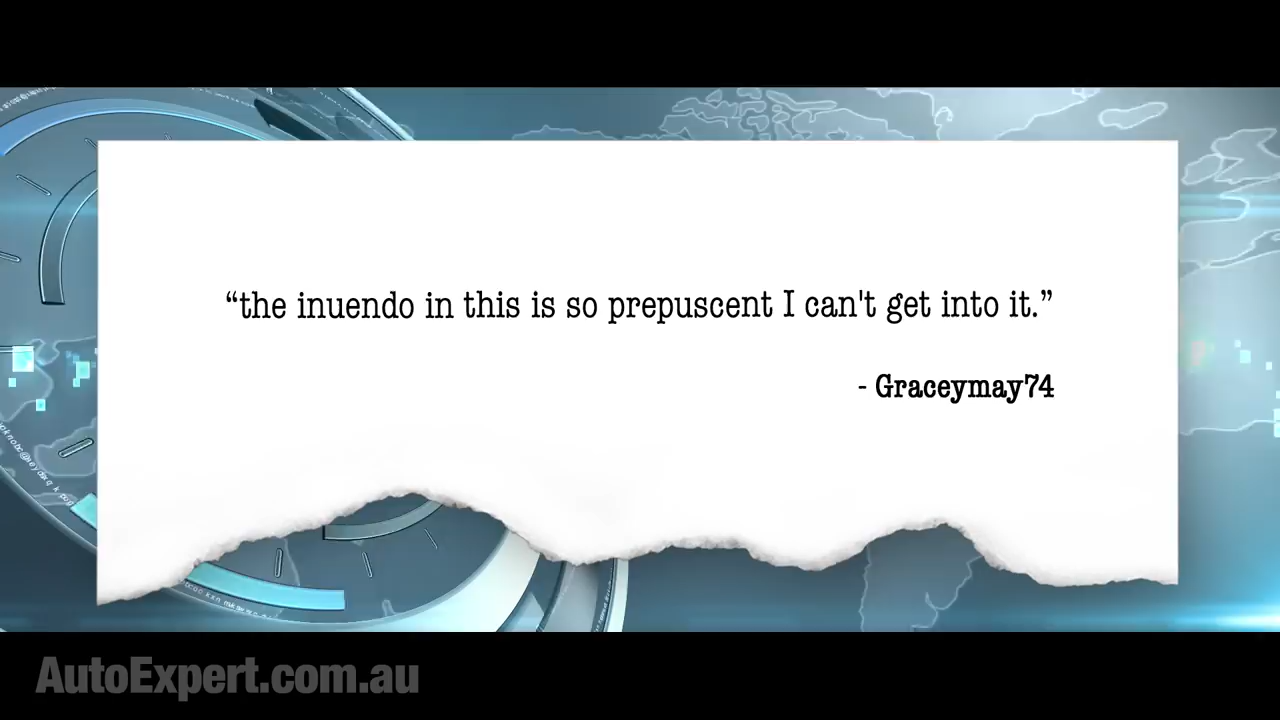 “the inuendo in this is so prepuscent I can't get into it.”
- Graceymay74
AutoExpert.com.au